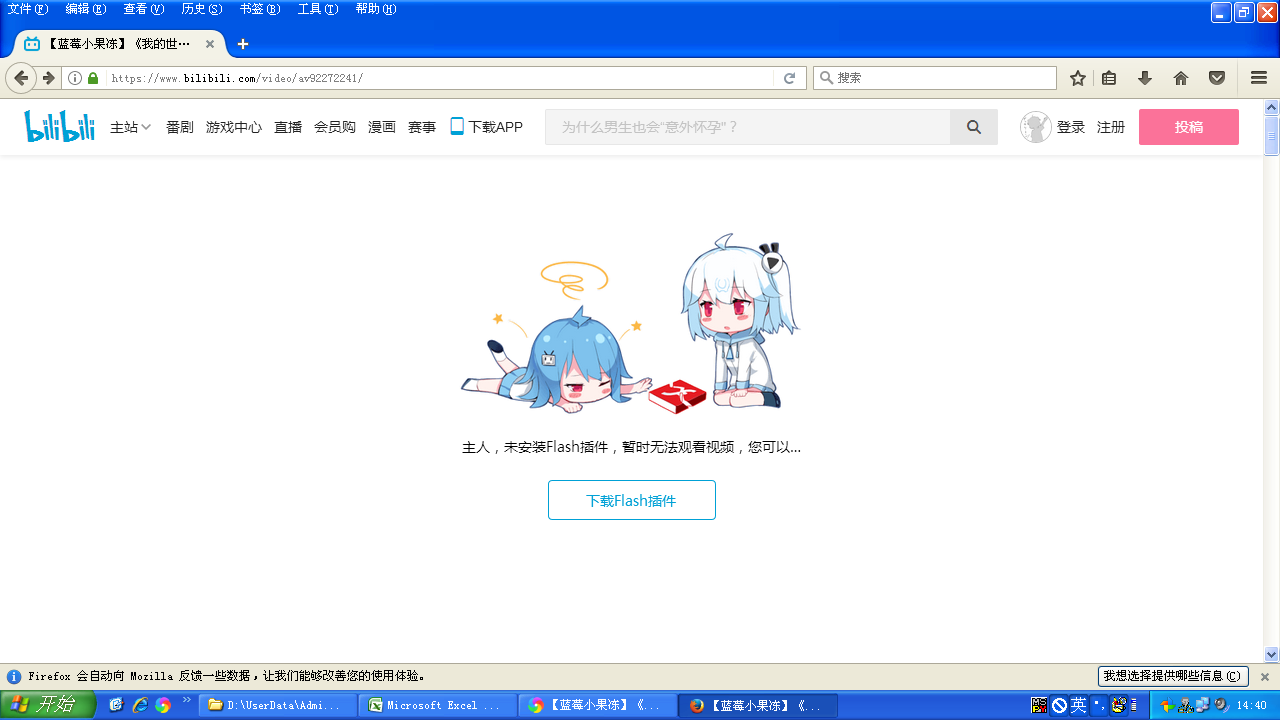 文件(F) 编辑(E) 查看(V) 历史(S) 书签(B) 工具(T) 帮助(H)
【蓝莓小果冻】《我的世…
https://www.bilibili.com/video/av92272241/
搜索
bilibili 主站 番剧 游戏中心 直播 会员购 漫画 赛事 下载APP 为什么男生也会"意外怀孕"？ 登录 注册 投稿
主人，未安装Flash插件，暂时无法观看视频，您可以…
下载Flash插件
Firefox 会自动向 Mozilla 反馈一些数据，让我们能够改善您的使用体验。 我想选择提供哪些信息(C)
开始 D:\UserData\Admi... Microsoft Excel ... 【蓝莓小果冻】《... 【蓝莓小果冻】《... 英 14:40